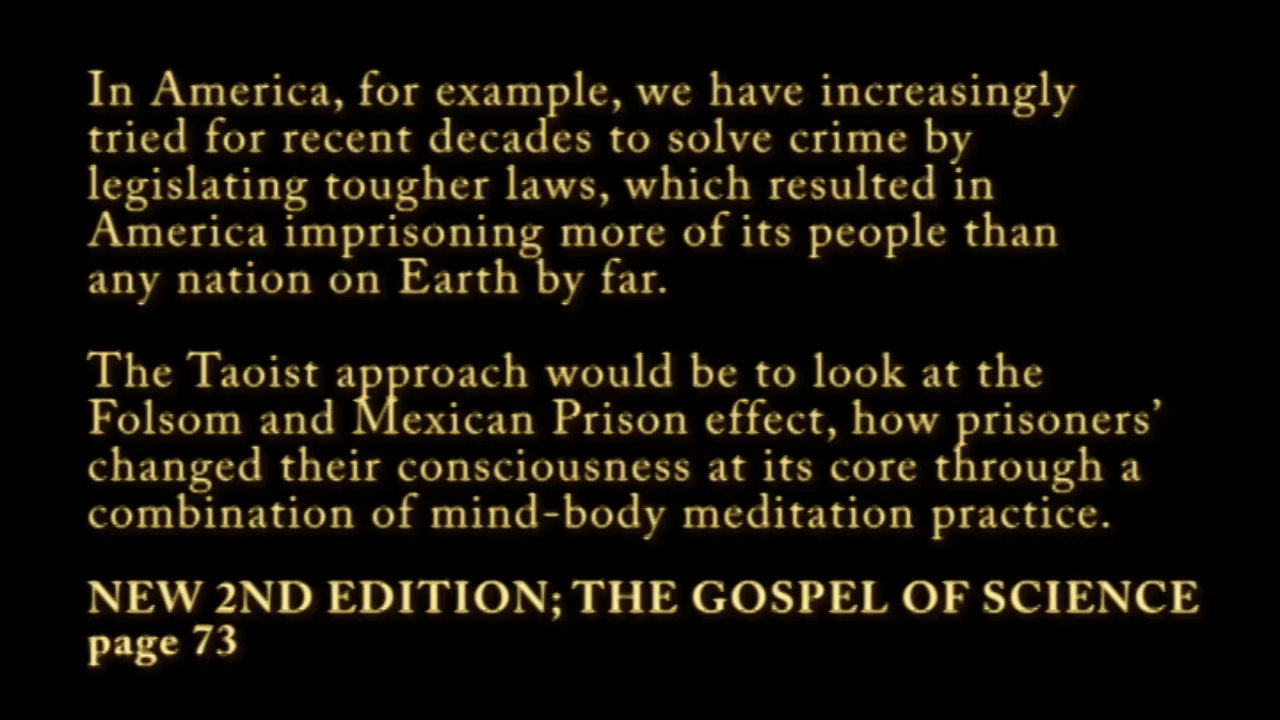 In America, for example, we have increasingly
tried for recent decades to solve crime by
legislating tougher laws, which resulted in
America imprisoning more of its people than
any nation on Earth by far.
The Taoist approach would be to look at the
Folsom and Mexican Prison effect, how prisoners’
changed their consciousness at its core through a
combination of mind-body meditation practice.
NEW 2ND EDITION; THE GOSPEL OF SCIENCE
page 73